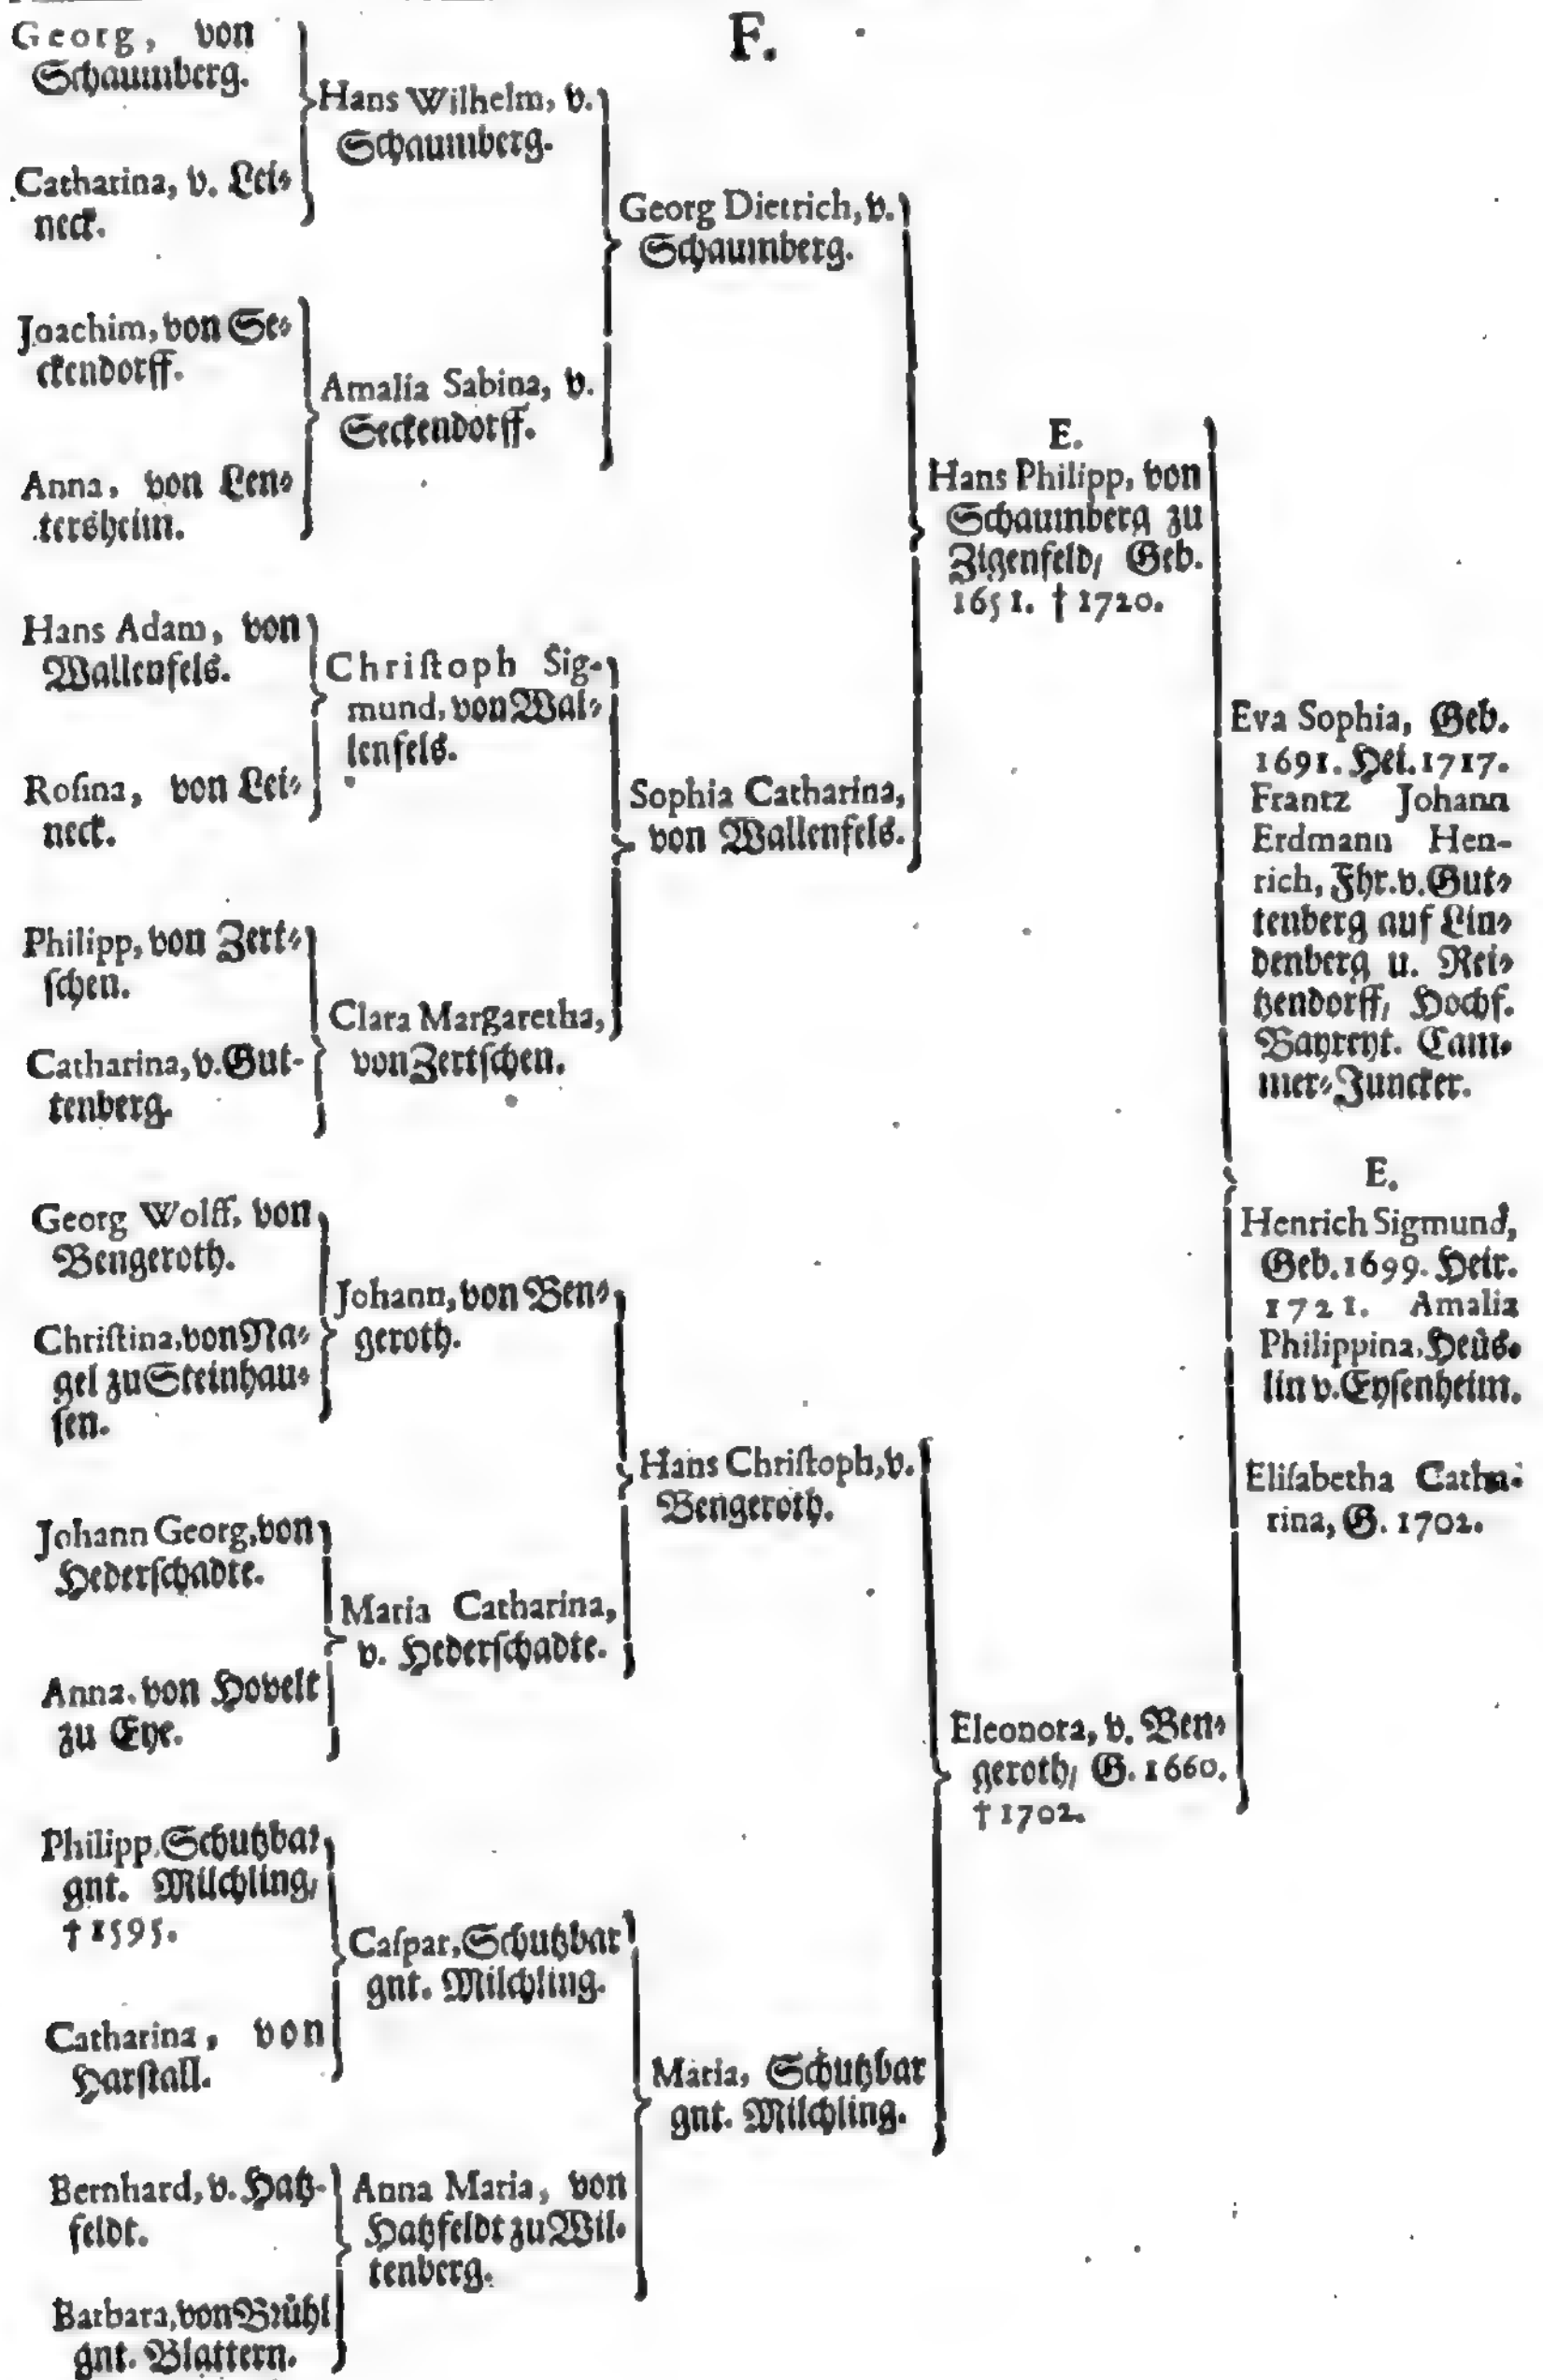 F.
Georg, von
Schaumberg.
Catharina, v. Lei-
neck.
Joachim, von Se-
ckendorff.
Anna, von Len-
tersheim.
Hans Adam, von
Wallenfels.
Rosina, von Lei-
neck.
Philipp, von Zert-
schen.
Catharina, v. Gut-
tenberg.
Georg Wolff, von
Bengeroth.
Christina, von Na-
gel zu Steinhau-
sen.
Johann Georg, von
Hederschadte.
Anna, von Hovelt
zu Eye.
Philipp, Schutzbar
gnt. Milchling,
† 1595.
Catharina, von
Harstall.
Bernhard, v. Hatz-
feldt.
Barbara, von Brühl
gnt. Blattern.
Hans Wilhelm, v.
Schaumberg.
Amalia Sabina, v.
Seckendorff.
Christoph Sig-
mund, von Wal-
lenfels.
Clara Margaretha,
von Zertschen.
Johann, von Ben-
geroth.
Maria Catharina,
v. Hederschadte.
Caspar, Schutzbar
gnt. Milchling.
Anna Maria, von
Hatzfeldt zu Wil-
tenberg.
Georg Dietrich, v.
Schaumberg.
Sophia Catharina,
von Wallenfels.
Hans Christoph, v.
Bengeroth.
Maria, Schutzbar
gnt. Milchling.
E.
Hans Philipp, von
Schaumberg zu
Zigenfeld, Geb.
1651. † 1720.
Eleonora, v. Ben-
geroth, G. 1660.
† 1702.
Eva Sophia, Geb.
1691. Hei. 1717.
Frantz Johann
Erdmann Hen-
rich, Fhr. v. Gut-
tenberg auf Lin-
denberg u. Rei-
tzendorff, Hochf.
Bayreyt. Cam-
mer-Juncker.
E.
Henrich Sigmund,
Geb. 1699. Heir.
1721. Amalia
Philippina, Heůs-
lin v. Eysenheim.
Elisabetha Catha-
rina, G. 1702.